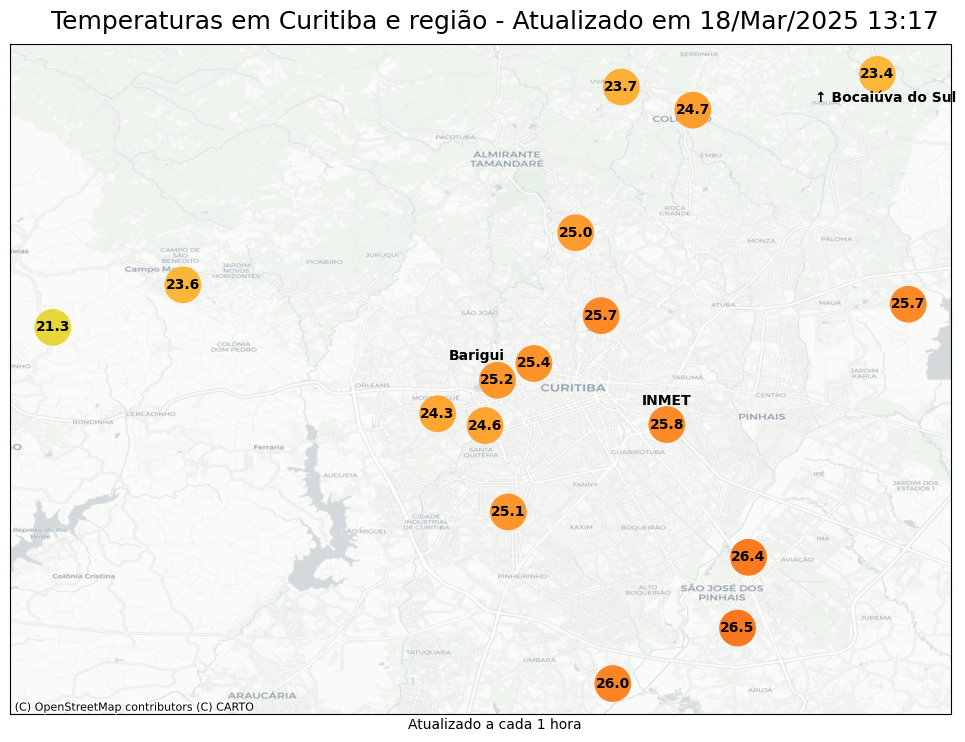 Temperaturas em Curitiba e região - Atualizado em 18/Mar/2025 13:17
SERRINHA
23.4
23.7
↑ Bocaiúva do Sul
24.7
PACOTUBA
ALMIRANTE
TAMANDARÉ
EMBU
ROÇA
GRANDE
25.0
MONZA
PALOMA
CAMPO DE
SÃO
BENEDITO
JURUQUI
PIONEIRO
JARDIM
NOVOS
HORIZONTES
23.6
25.7
ATUBA
MAUÁ
25.7
SÃO JOÃO
21.3
COLÔNIA
DOM PEDRO
Barigui
25.4
JARDIM
KARLA
25.2
TARUMÃ
ORLEANS
CURITIBA
CENTRO
INMET
24.3
CERCADINHO
RONDINHA
PINHAIS
24.6
25.8
Ferraria
SANTA
QUITÉRIA
GUABIROTUBA
AUGUSTA
IPÊ
FANNY
JARDIM DOS
ESTADOS I
25.1
CIDADE
INDUSTRIAL
DE CURITIBA
SÃO MIGUEL
XAXIM
BOQUEIRÃO
Represa do Rio
Verde
INÁ
26.4
AVIAÇÃO
Colônia Cristina
PINHEIRINHO
ALTO
BOQUEIRÃO
SÃO JOSÉ DOS
PINHAIS
JUREMA
26.5
TATUQUARA
UMBARÁ
26.0
ARUJÁ
ARAUCÁRIA
(C) OpenStreetMap contributors (C) CARTO
Atualizado a cada 1 hora